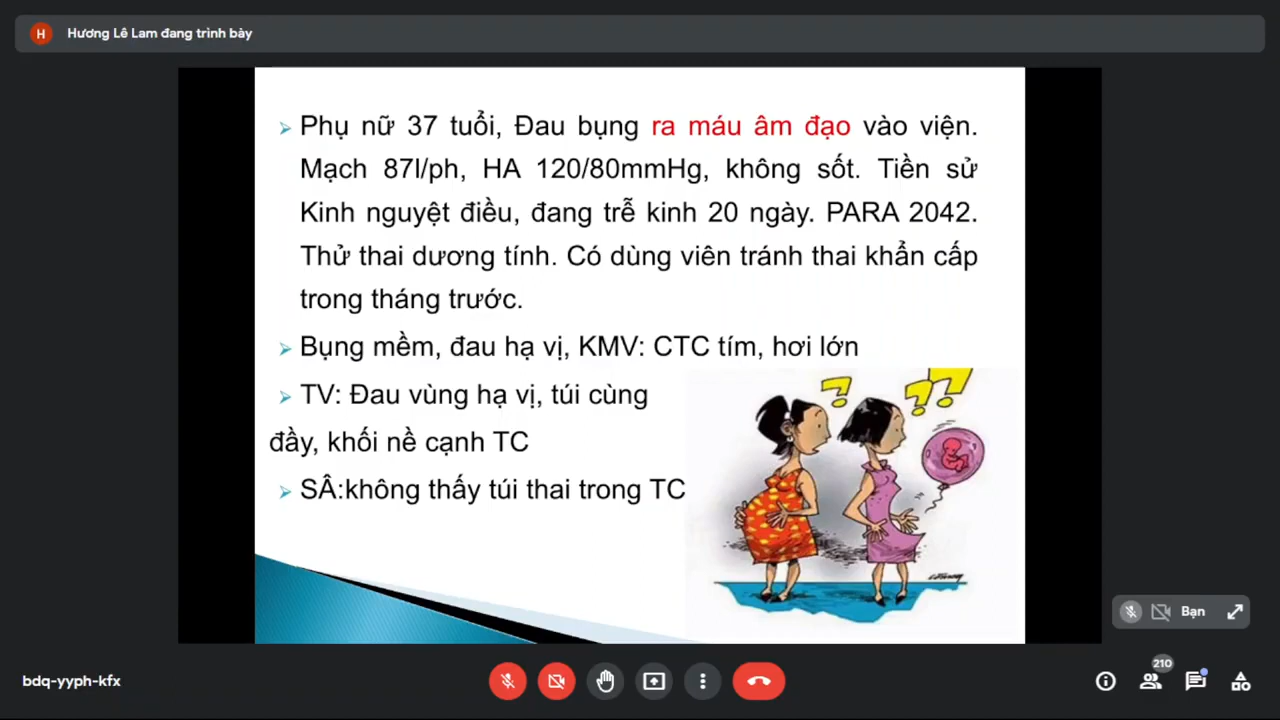 H
Hương Lê Lam đang trình bày
➢ Phụ nữ 37 tuổi, Đau bụng ra máu âm đạo vào viện.
Mạch 87l/ph, HA 120/80mmHg, không sốt. Tiền sử
Kinh nguyệt điều, đang trễ kinh 20 ngày. PARA 2042.
Thử thai dương tính. Có dùng viên tránh thai khẩn cấp
trong tháng trước.
➢ Bụng mềm, đau hạ vị, KMV: CTC tím, hơi lớn
➢ TV: Đau vùng hạ vị, túi cùng
đầy, khối nề cạnh TC
➢ SÂ:không thấy túi thai trong TC
Bạn
bdq-yyph-kfx
210